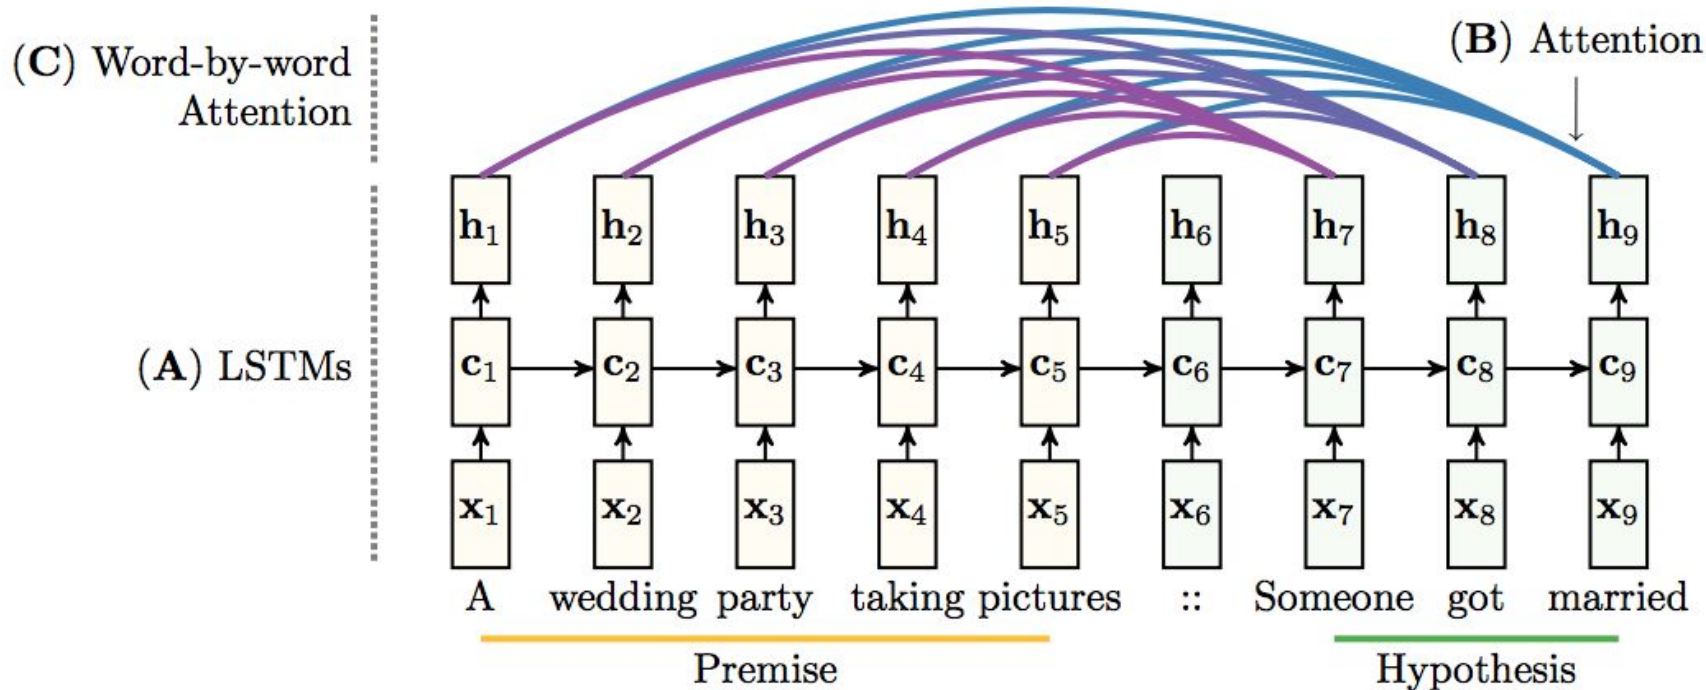 (C) Word-by-word
Attention
(B) Attention
h₁ h₂ h₃ h₄ h₅ h₆ h₇ h₈ h₉
(A) LSTMs
c₁ c₂ c₃ c₄ c₅ c₆ c₇ c₈ c₉
x₁ x₂ x₃ x₄ x₅ x₆ x₇ x₈ x₉
A wedding party taking pictures :: Someone got married
Premise Hypothesis